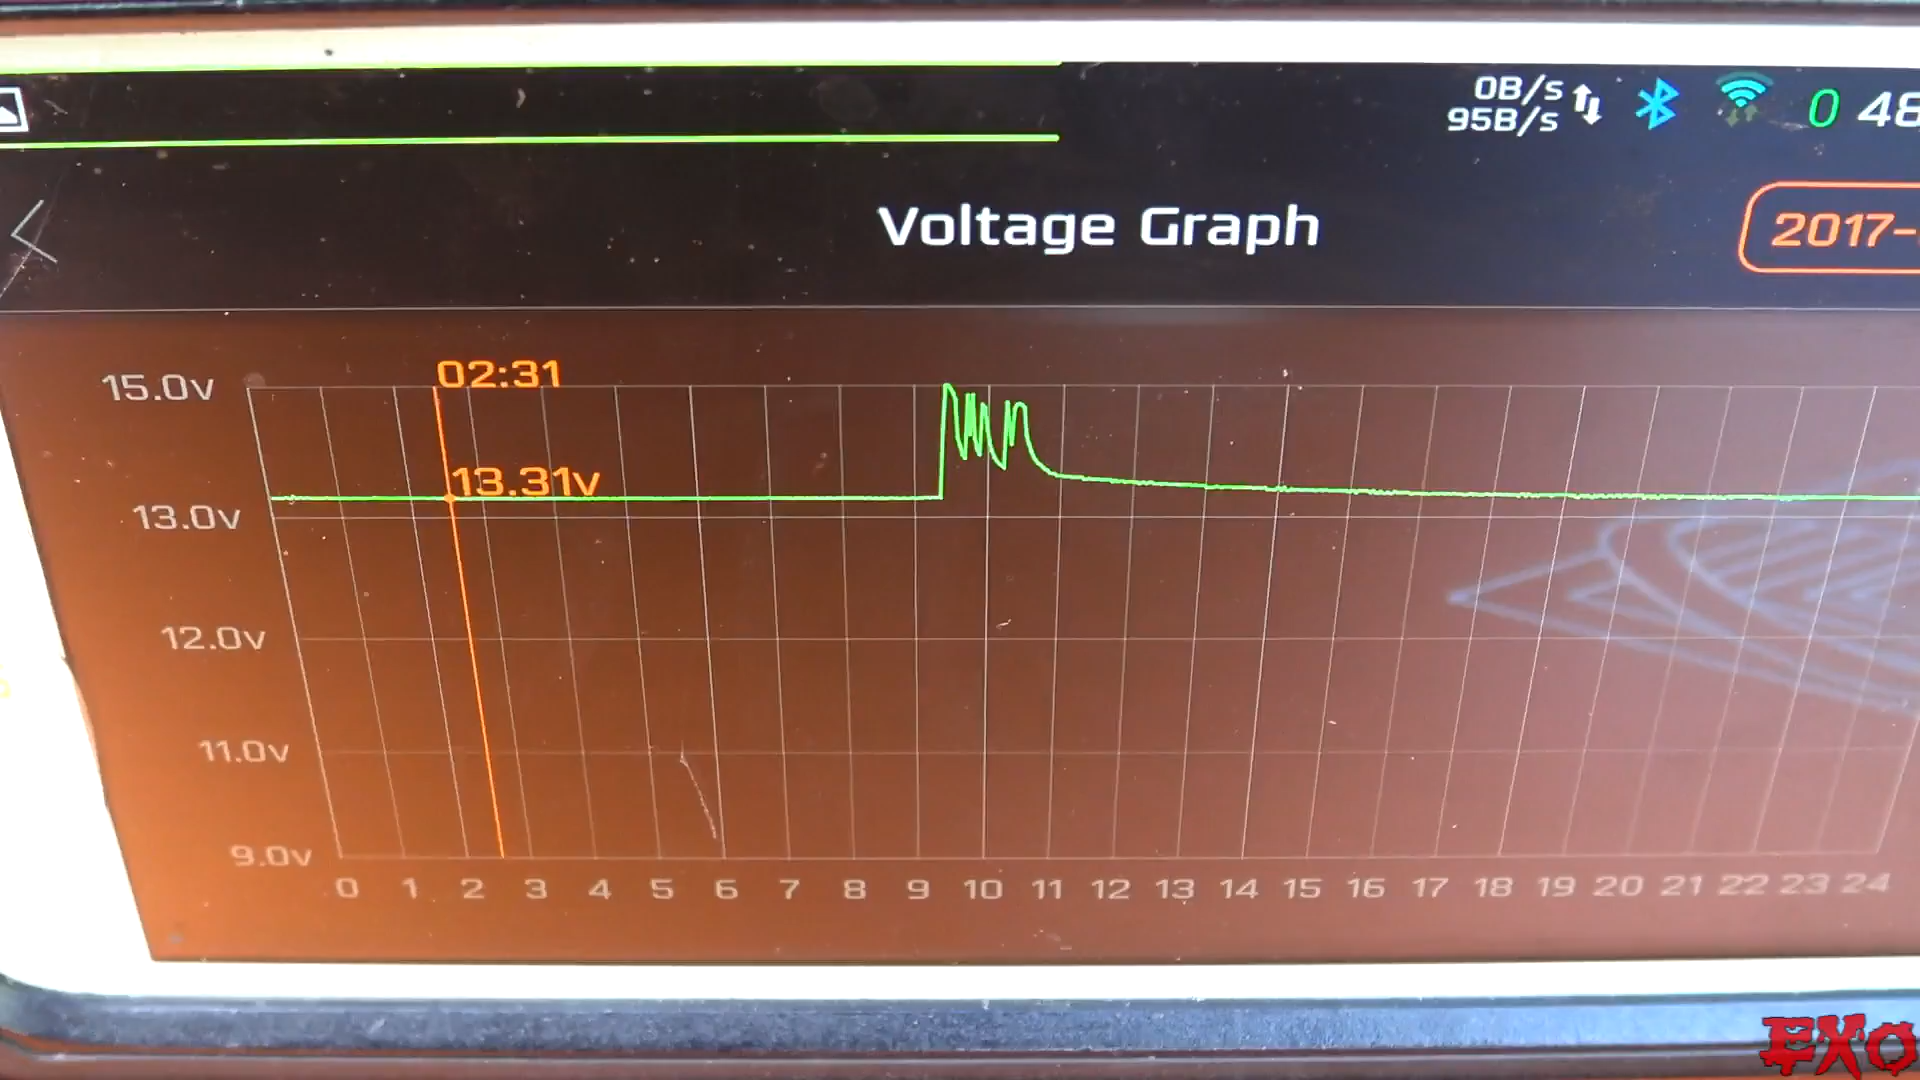 0B/s
95B/s
0 48
Voltage Graph
2017-
15.0v
02:31
13.31v
13.0v
12.0v
11.0v
9.0v
0 1 2 3 4 5 6 7 8 9 10 11 12 13 14 15 16 17 18 19 20 21 22 23 24
EXO